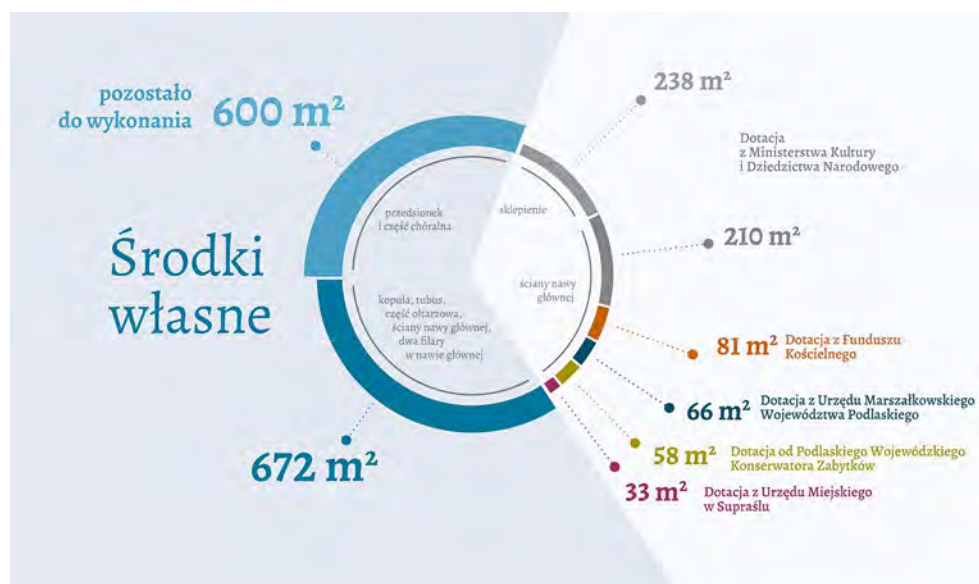 pozostało
do wykonania
600 m²
238 m²
Dotacja
z Ministerstwa Kultury
i Dziedzictwa Narodowego
przedsionek
i część chóralna
sklepienie
210 m²
Środki
własne
ściany nawy
głównej
kopuła, tubus,
część ołtarzowa,
ściany nawy głównej,
dwa filary
w nawie głównej
81 m² Dotacja z Funduszu
Kościelnego
66 m² Dotacja z Urzędu Marszałkowskiego
Województwa Podlaskiego
672 m²
58 m² Dotacja od Podlaskiego Wojewódzkiego
Konserwatora Zabytków
33 m² Dotacja z Urzędu Miejskiego
w Supraślu